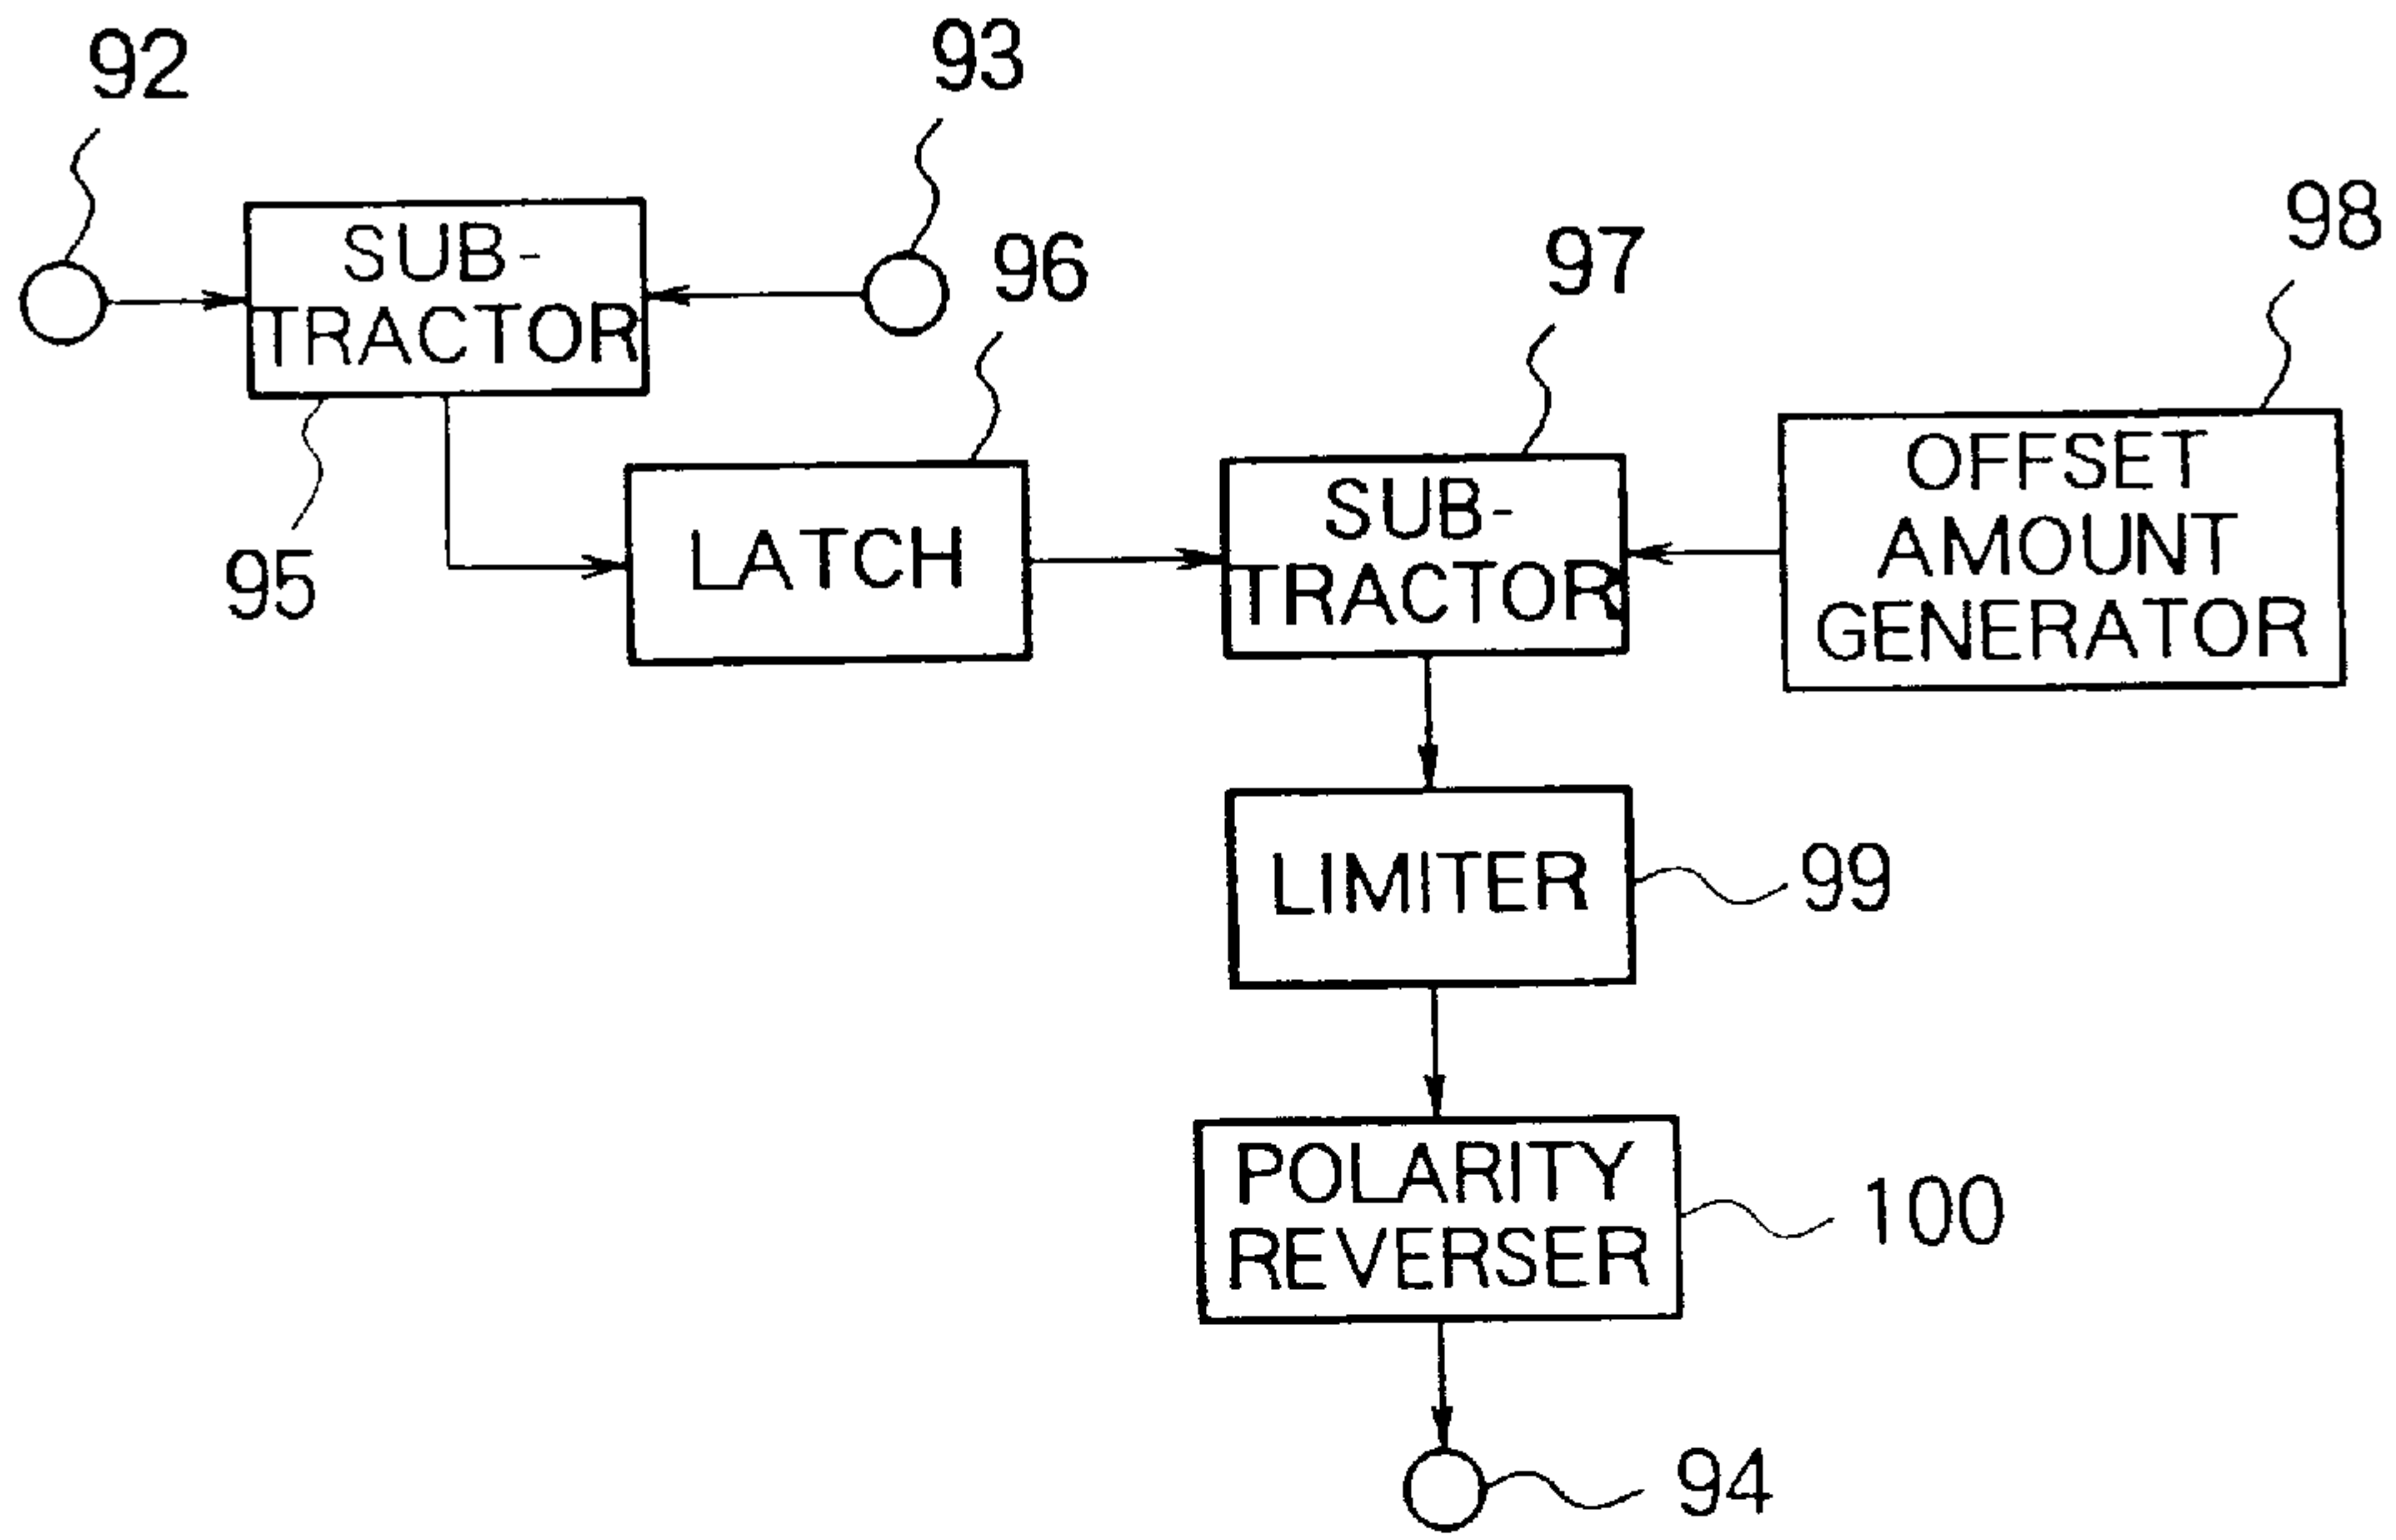 92
93
SUB-
TRACTOR
95
96
LATCH
97
SUB-
TRACTOR
98
OFFSET
AMOUNT
GENERATOR
LIMITER
99
POLARITY
REVERSER
100
94